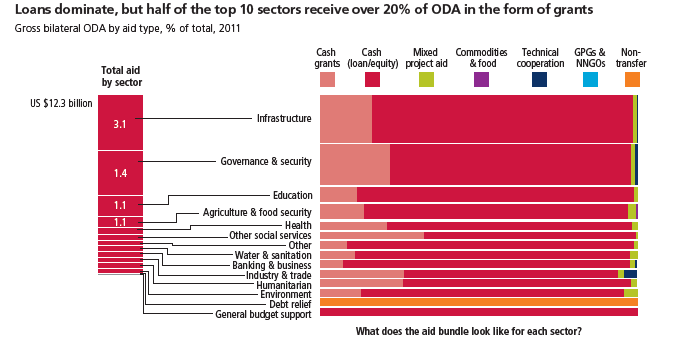 Loans dominate, but half of the top 10 sectors receive over 20% of ODA in the form of grants
Gross bilateral ODA by aid type, % of total, 2011
Cash grants
Cash (loan/equity)
Mixed project aid
Commodities & food
Technical cooperation
GPGs & NNGOs
Non-transfer
Total aid by sector
US $12.3 billion
3.1
1.4
1.1
1.1
Infrastructure
Governance & security
Education
Agriculture & food security
Health
Other social services
Other
Water & sanitation
Banking & business
Industry & trade
Humanitarian
Environment
Debt relief
General budget support
What does the aid bundle look like for each sector?